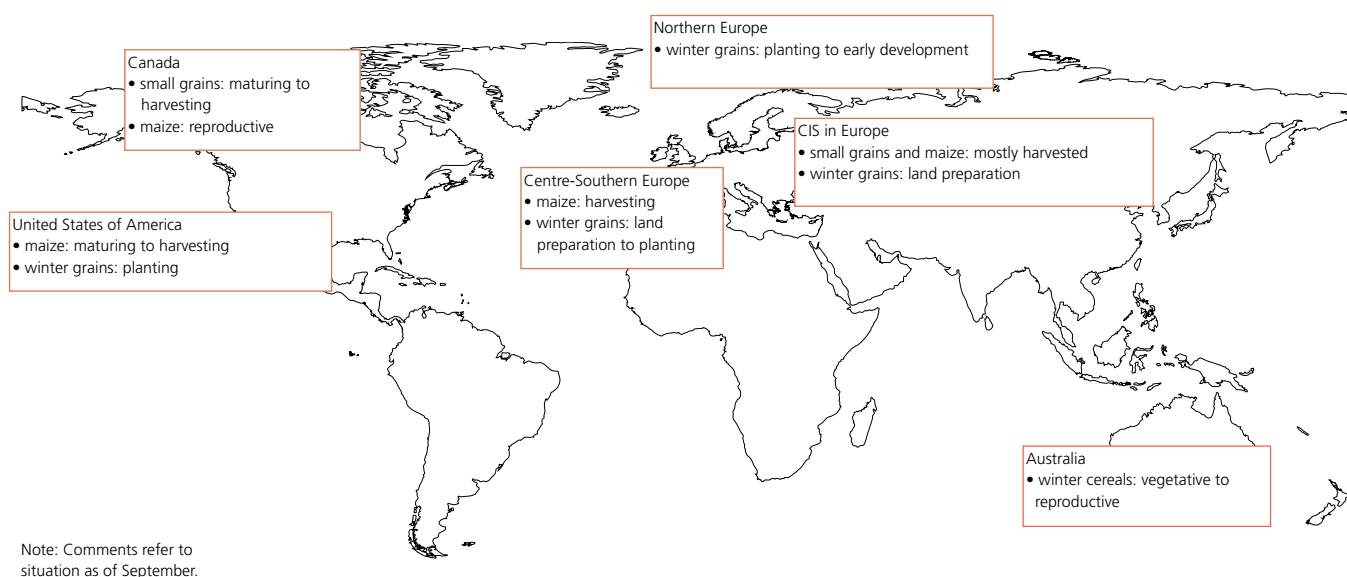 Northern Europe
• winter grains: planting to early development
Canada
• small grains: maturing to
harvesting
• maize: reproductive
CIS in Europe
• small grains and maize: mostly harvested
• winter grains: land preparation
Centre-Southern Europe
• maize: harvesting
• winter grains: land
preparation to planting
United States of America
• maize: maturing to harvesting
• winter grains: planting
Australia
• winter cereals: vegetative to
reproductive
Note: Comments refer to
situation as of September.